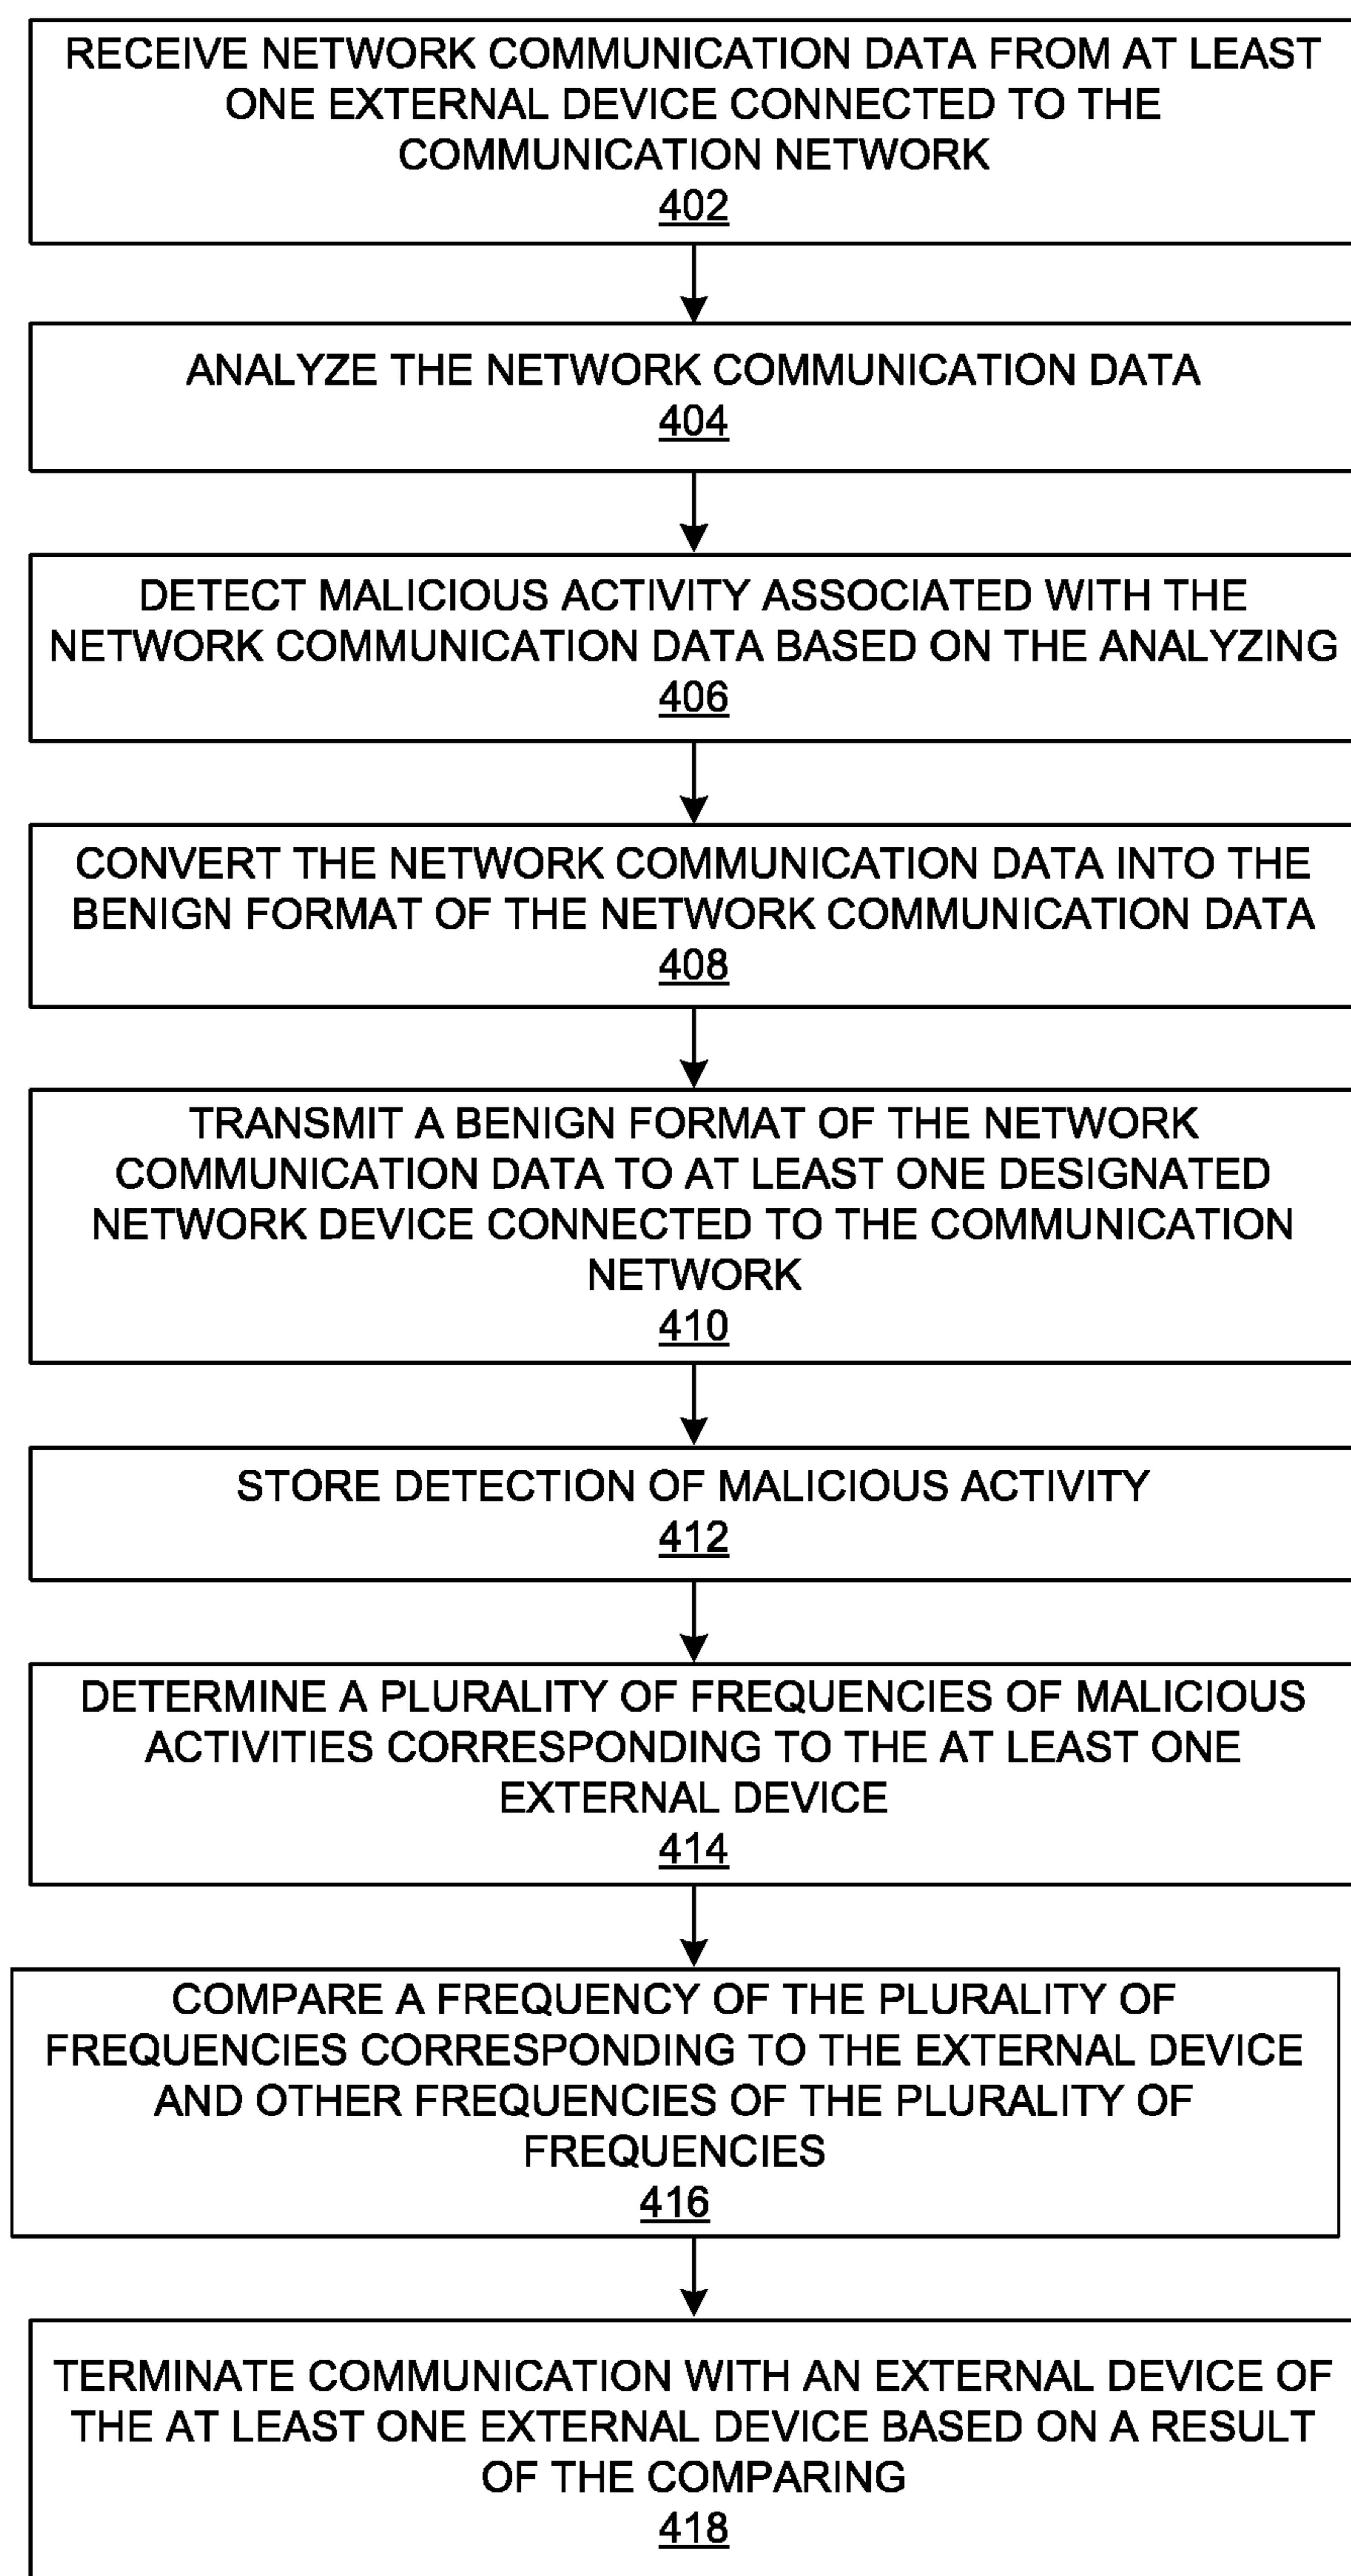 RECEIVE NETWORK COMMUNICATION DATA FROM AT LEAST
ONE EXTERNAL DEVICE CONNECTED TO THE
COMMUNICATION NETWORK
402
ANALYZE THE NETWORK COMMUNICATION DATA
404
DETECT MALICIOUS ACTIVITY ASSOCIATED WITH THE
NETWORK COMMUNICATION DATA BASED ON THE ANALYZING
406
CONVERT THE NETWORK COMMUNICATION DATA INTO THE
BENIGN FORMAT OF THE NETWORK COMMUNICATION DATA
408
TRANSMIT A BENIGN FORMAT OF THE NETWORK
COMMUNICATION DATA TO AT LEAST ONE DESIGNATED
NETWORK DEVICE CONNECTED TO THE COMMUNICATION
NETWORK
410
STORE DETECTION OF MALICIOUS ACTIVITY
412
DETERMINE A PLURALITY OF FREQUENCIES OF MALICIOUS
ACTIVITIES CORRESPONDING TO THE AT LEAST ONE
EXTERNAL DEVICE
414
COMPARE A FREQUENCY OF THE PLURALITY OF
FREQUENCIES CORRESPONDING TO THE EXTERNAL DEVICE
AND OTHER FREQUENCIES OF THE PLURALITY OF
FREQUENCIES
416
TERMINATE COMMUNICATION WITH AN EXTERNAL DEVICE OF
THE AT LEAST ONE EXTERNAL DEVICE BASED ON A RESULT
OF THE COMPARING
418